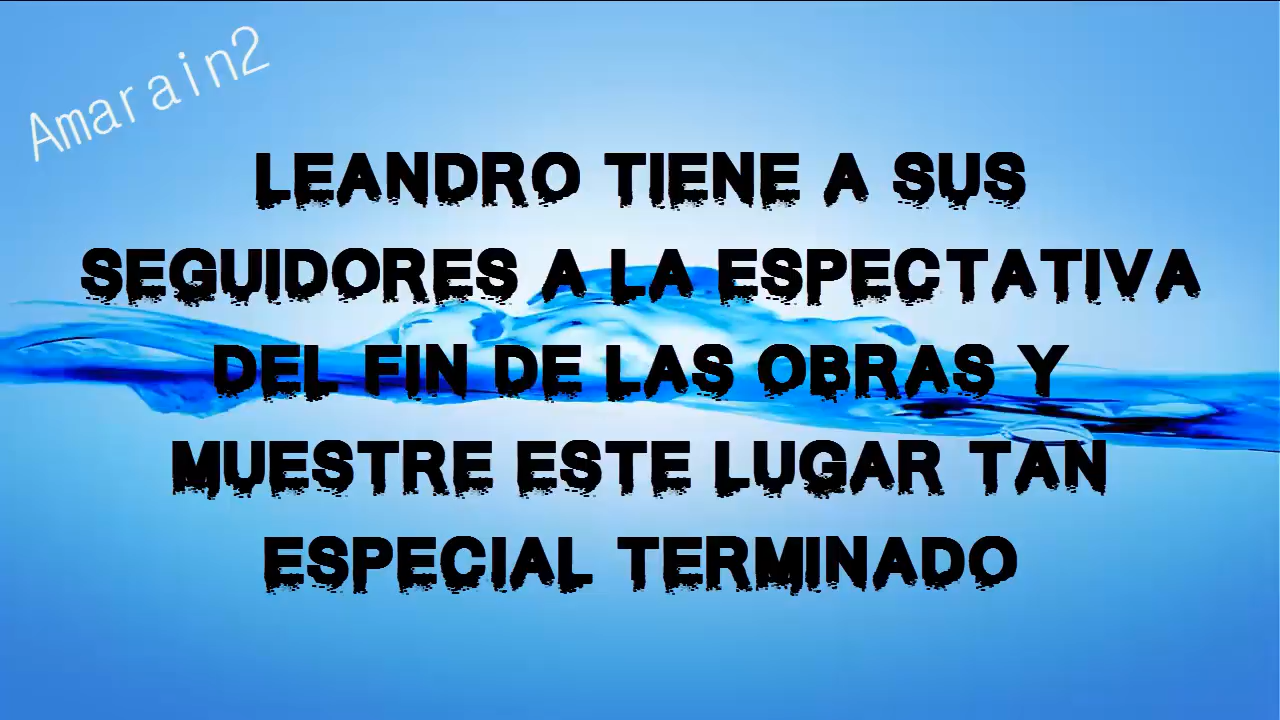 Amarain2
LEANDRO TIENE A SUS
SEGUIDORES A LA ESPECTATIVA
DEL FIN DE LAS OBRAS Y
MUESTRE ESTE LUGAR TAN
ESPECIAL TERMINADO